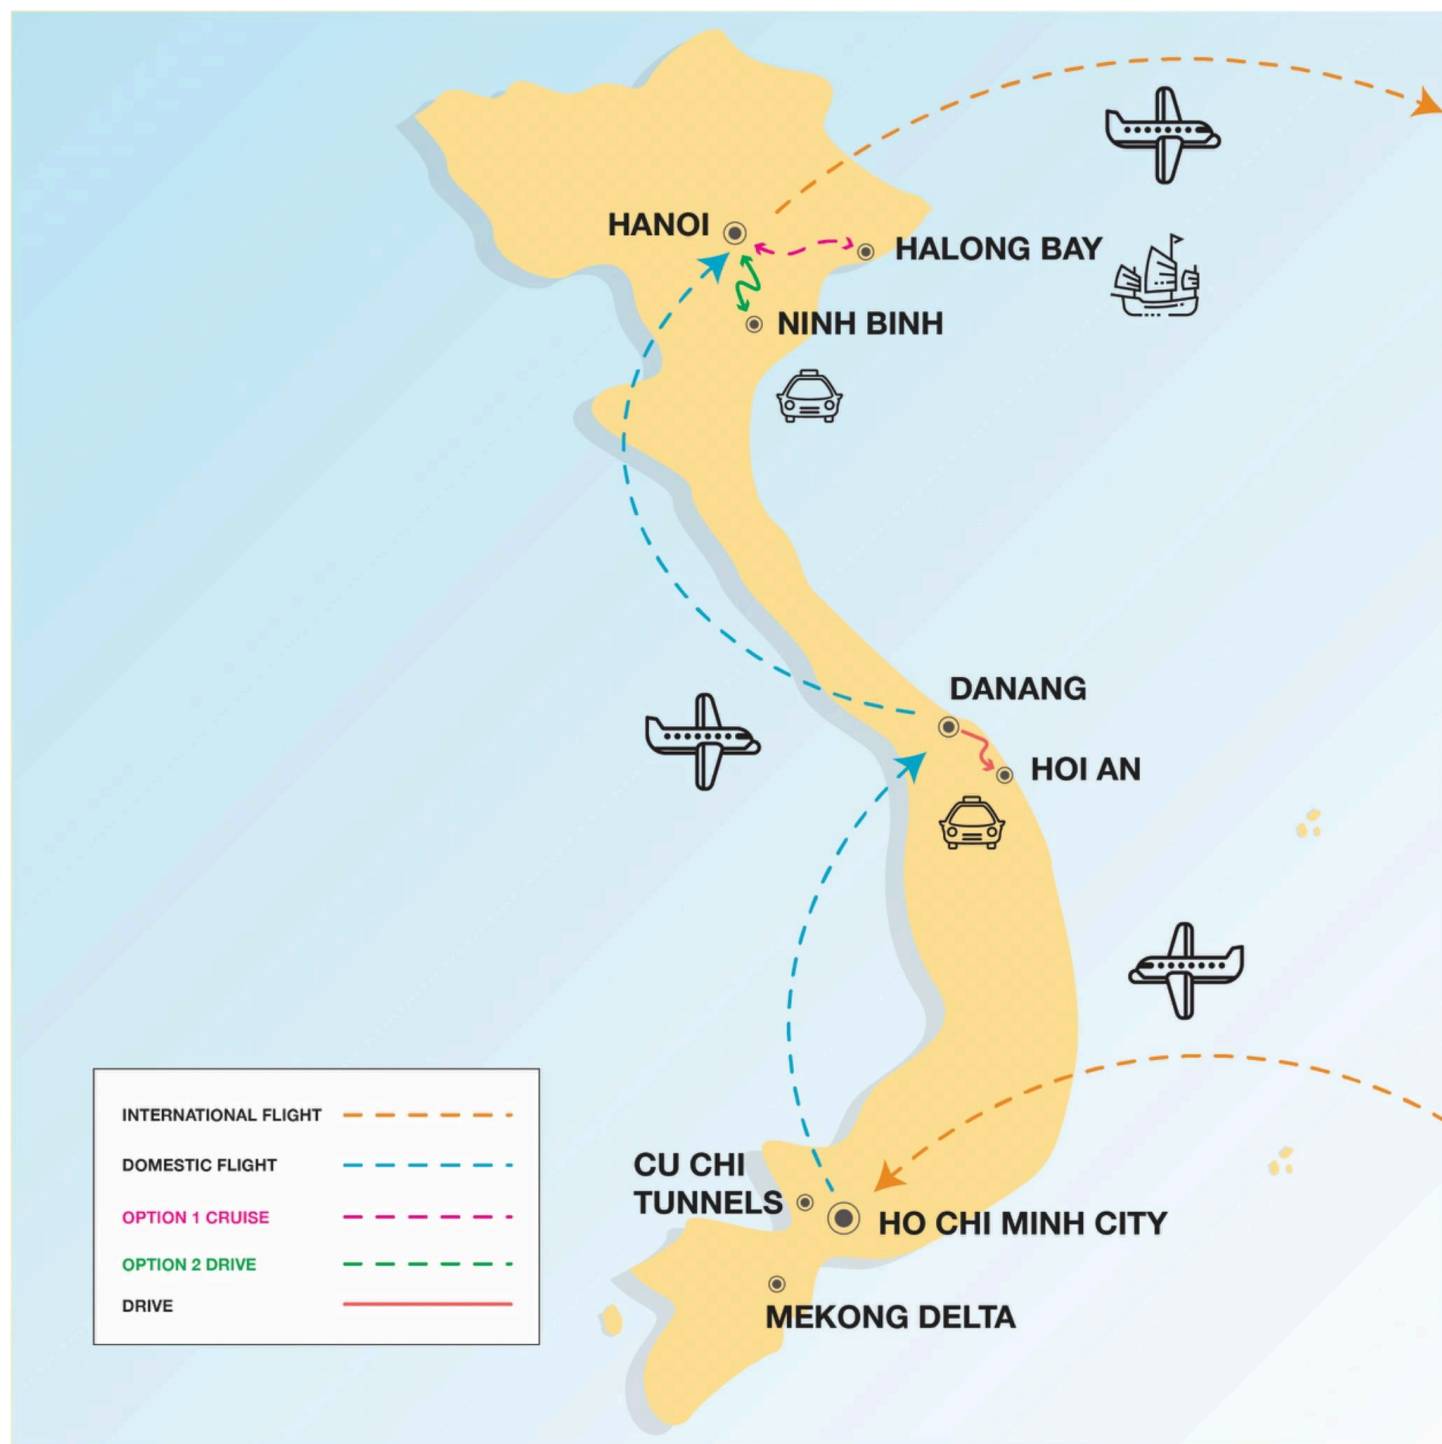 HANOI
HALONG BAY
NINH BINH
DANANG
HOI AN
CU CHI
TUNNELS
HO CHI MINH CITY
MEKONG DELTA
INTERNATIONAL FLIGHT
DOMESTIC FLIGHT
OPTION 1 CRUISE
OPTION 2 DRIVE
DRIVE